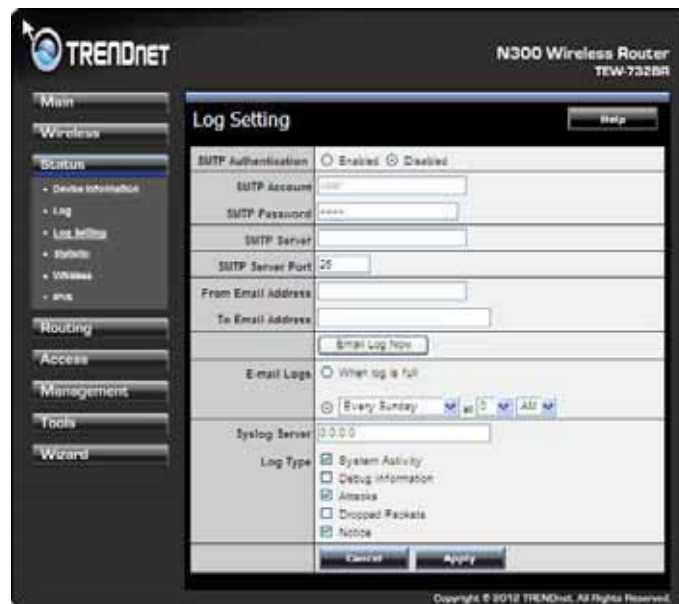 TRENDNET
N300 Wireless Router
TEW-732BR
Main
Wireless
Status
Device Information
Log
Log Setting
Statistic
Wireless
IPV6
Routing
Access
Management
Tools
Wizard
Log Setting
Help
SMTP Authentication Enabled Disabled
SMTP Account user
SMTP Password ****
SMTP Server
SMTP Server Port 25
From Email Address
To Email Address
Email Log Now
E-mail Logs When log is full
Every Sunday at AM
Syslog Server 0.0.0.0
Log Type System Activity
Debug Information
Attacks
Dropped Packets
Notice
Cancel Apply
Copyright © 2012 TRENDnet. All Rights Reserved.